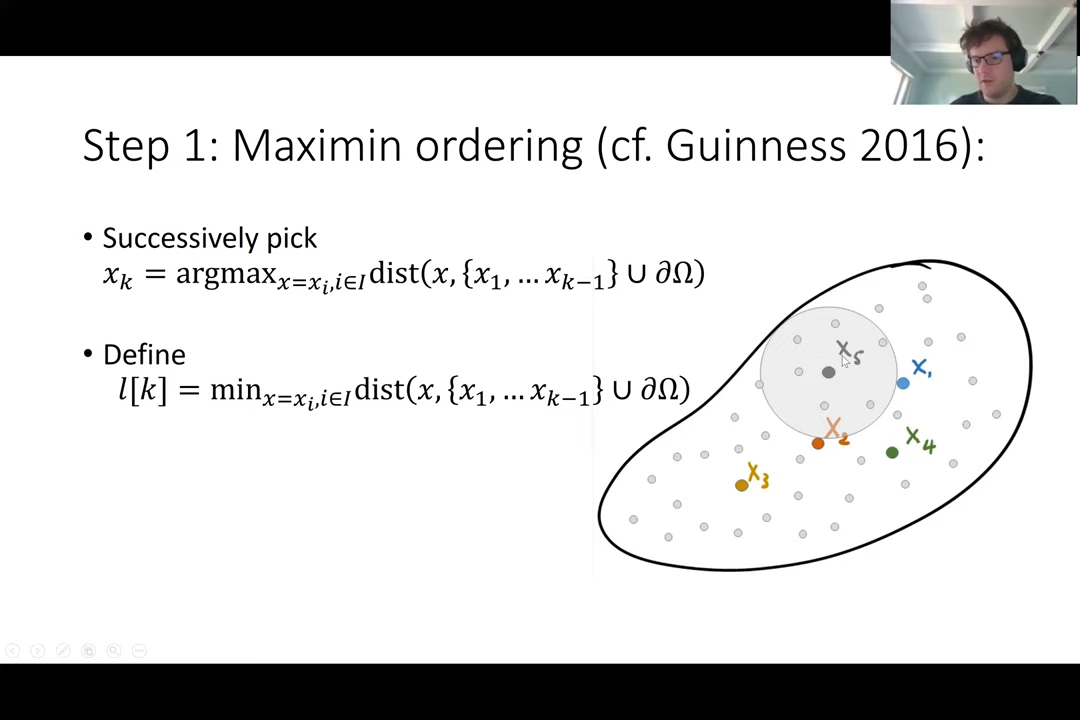 Step 1: Maximin ordering (cf. Guinness 2016):
• Successively pick
x_k = argmax_{x=x_i,i∈I}dist(x, {x_1, … x_{k−1}} ∪ ∂Ω)
• Define
l[k] = min_{x=x_i,i∈I}dist(x, {x_1, … x_{k−1}} ∪ ∂Ω)
x_5
x_1
x_2
x_4
x_3